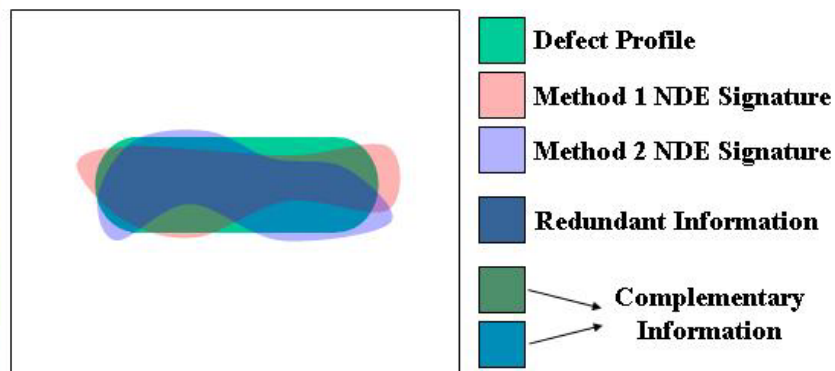 Defect Profile
Method 1 NDE Signature
Method 2 NDE Signature
Redundant Information
Complementary
Information